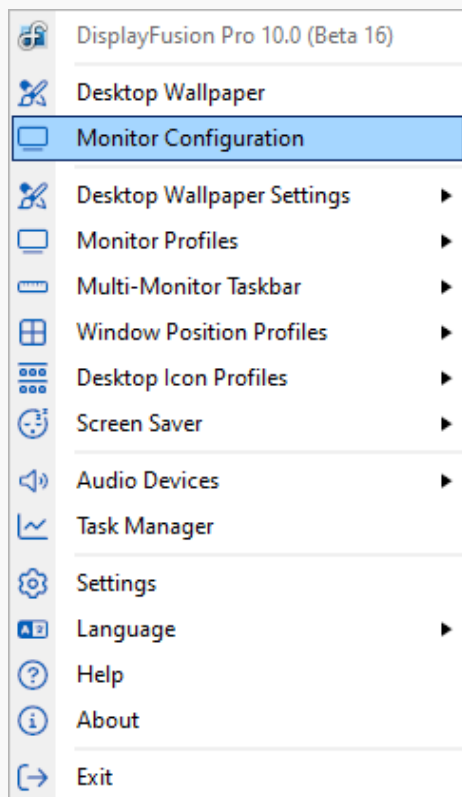 DisplayFusion Pro 10.0 (Beta 16)
Desktop Wallpaper
Monitor Configuration
Desktop Wallpaper Settings
Monitor Profiles
Multi-Monitor Taskbar
Window Position Profiles
Desktop Icon Profiles
Screen Saver
Audio Devices
Task Manager
Settings
Language
Help
About
Exit